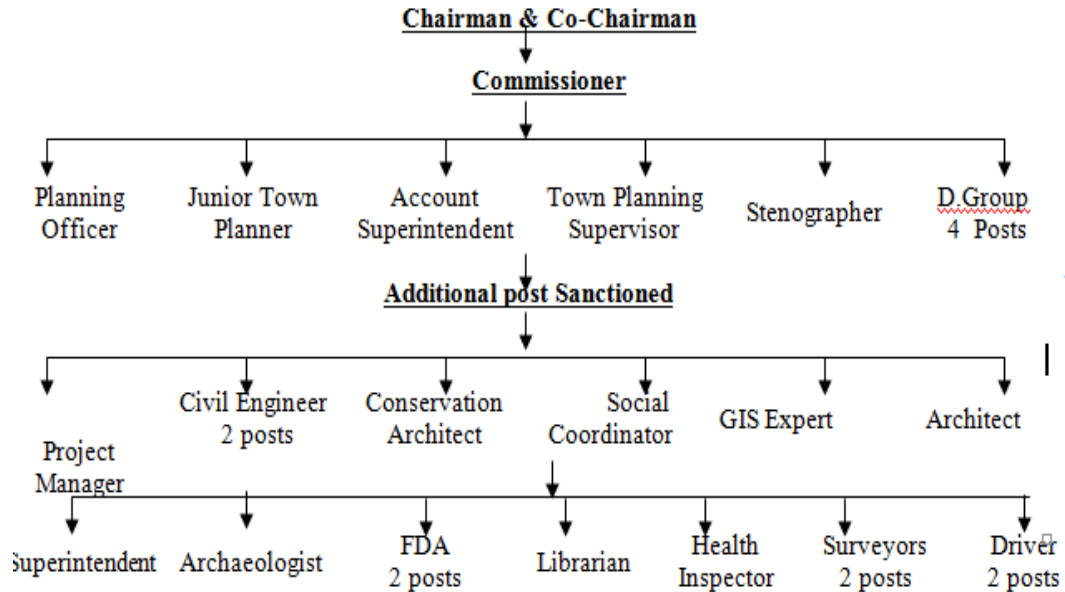 Chairman & Co-Chairman
Commissioner
Planning
Officer
Junior Town
Planner
Account
Superintendent
Town Planning
Supervisor
Stenographer
D.Group
4 Posts
Additional post Sanctioned
Project
Manager
Civil Engineer
2 posts
Conservation
Architect
Social
Coordinator
GIS Expert
Architect
Superintendent
Archaeologist
FDA
2 posts
Librarian
Health
Inspector
Surveyors
2 posts
Driver
2 posts